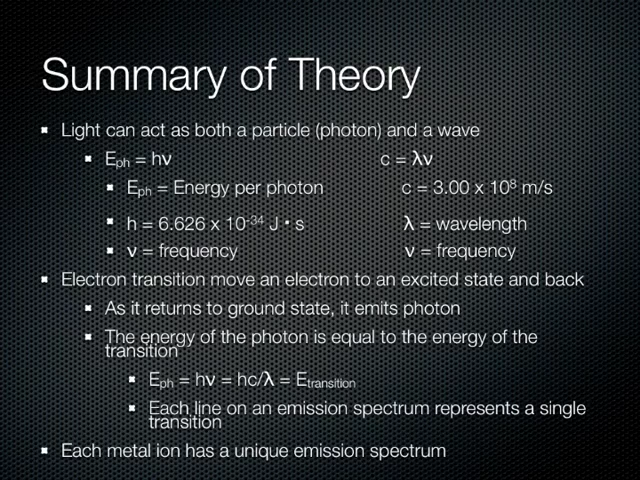 Summary of Theory
Light can act as both a particle (photon) and a wave
Eph = hν c = λν
Eph = Energy per photon c = 3.00 x 10⁸ m/s
h = 6.626 x 10⁻³⁴ J · s λ = wavelength
ν = frequency ν = frequency
Electron transition move an electron to an excited state and back
As it returns to ground state, it emits photon
The energy of the photon is equal to the energy of the
transition
Eph = hν = hc/λ = Etransition
Each line on an emission spectrum represents a single
transition
Each metal ion has a unique emission spectrum